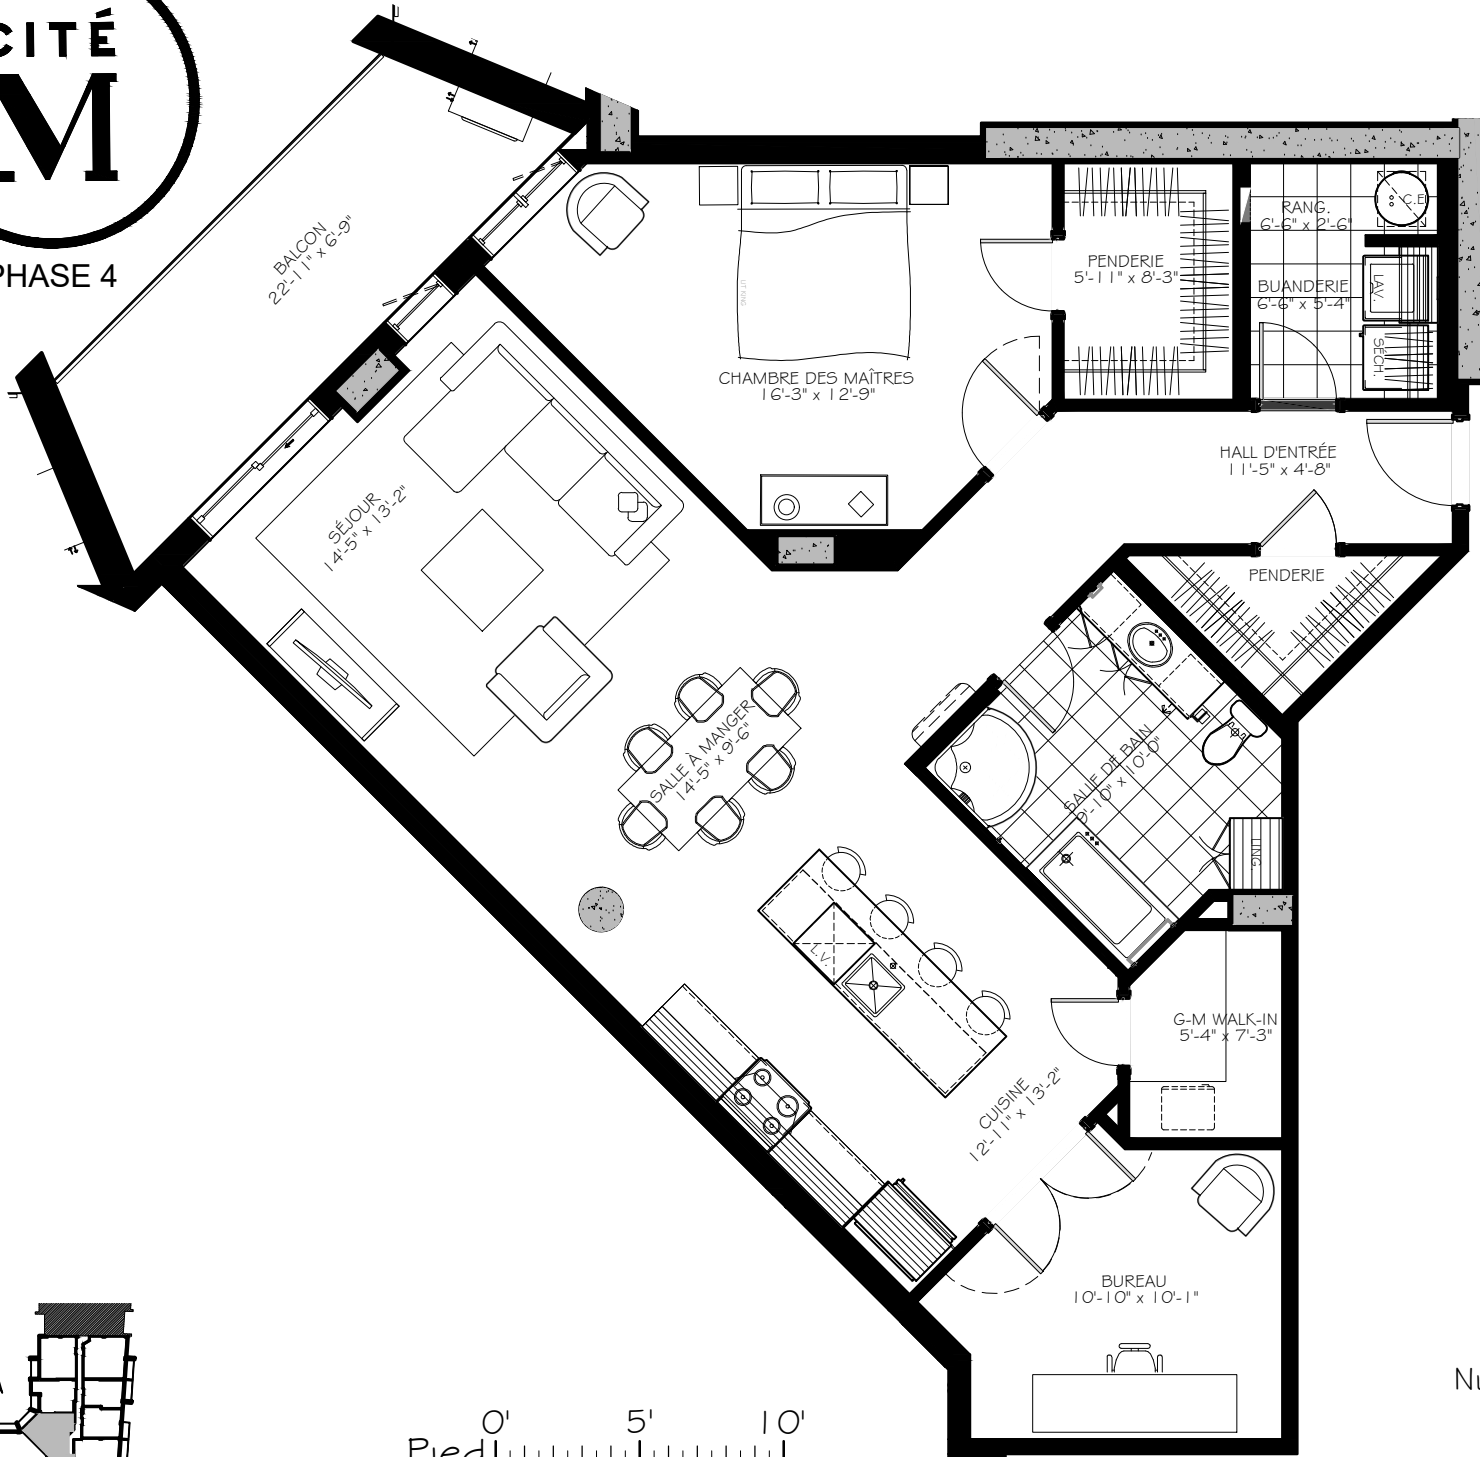 CITÉ
M
PHASE 4
BALCON
22'-11" x 6'-9"
RANG.
6'-6" x 2'-6"
C.E.
PENDERIE
5'-11" x 8'-3"
BUANDERIE
6'-6" x 5'-4"
LAV.
SÉCH.
LIT KING
CHAMBRE DES MAÎTRES
16'-3" x 12'-9"
HALL D'ENTRÉE
11'-5" x 4'-8"
SÉJOUR
14'-5" x 13'-2"
PENDERIE
SALLE À MANGER
14'-5" x 9'-6"
SALLE DE BAIN
9'-10" x 10'-0"
LING.
L.V.
G-M WALK-IN
5'-4" x 7'-3"
CUISINE
12'-11" x 13'-2"
BUREAU
10'-10" x 10'-1"
0' 5' 10'
Pied